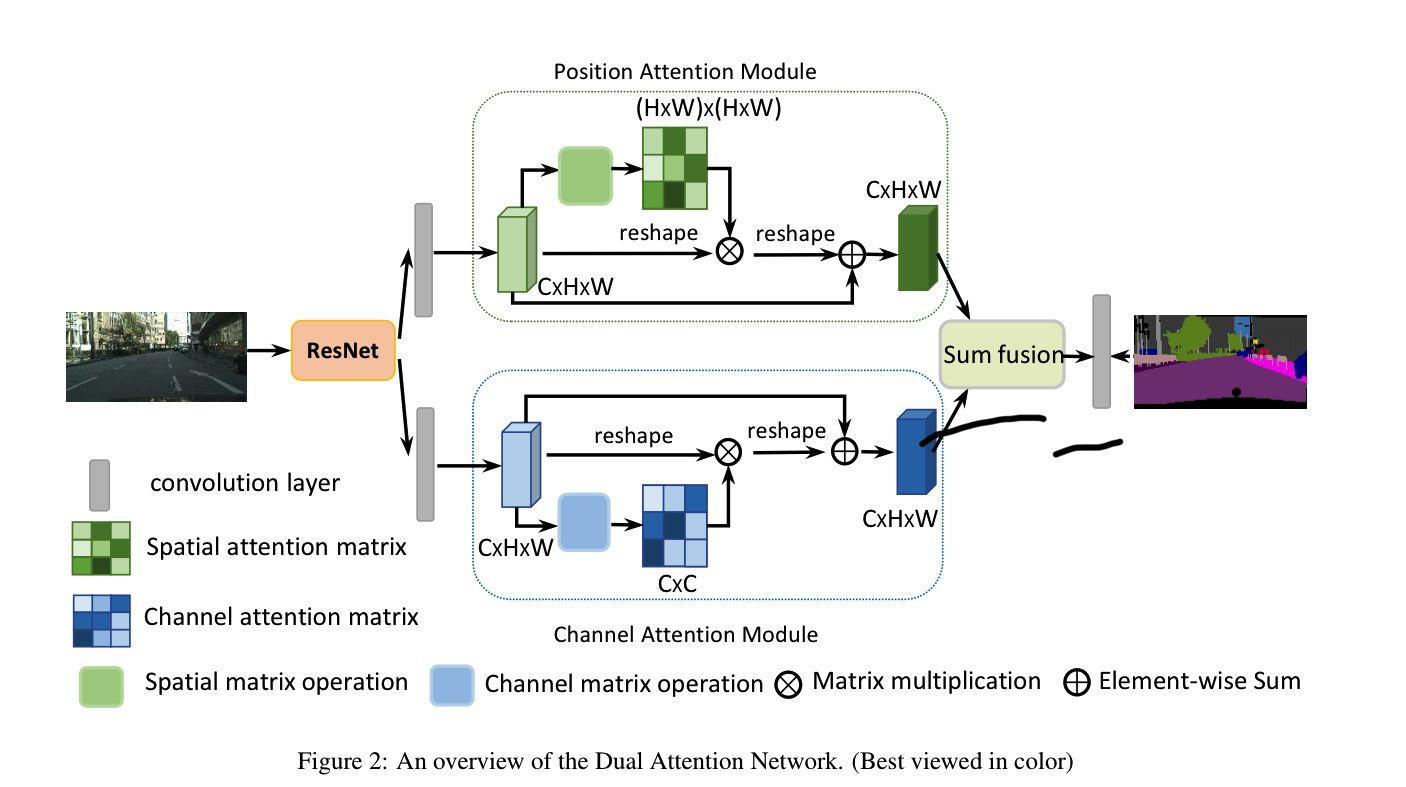 Position Attention Module
(HxW)x(HxW)
CxHxW
reshape
reshape
CxHxW
ResNet
Sum fusion
reshape
reshape
CxHxW
CxHxW
CxC
Channel Attention Module
convolution layer
Spatial attention matrix
Channel attention matrix
Spatial matrix operation
Channel matrix operation
Matrix multiplication
Element-wise Sum
Figure 2: An overview of the Dual Attention Network. (Best viewed in color)